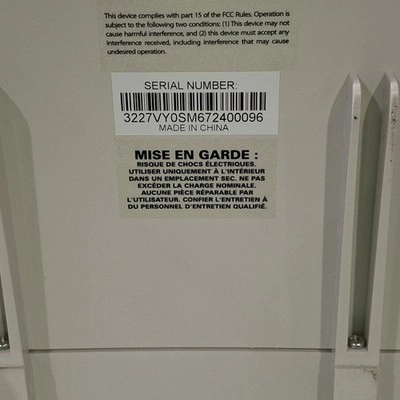 This device complies with part 15 of the FCC Rules. Operation is
subject to the following two conditions: (1) This device may not
cause harmful interference, and (2) this device must accept any
interference received, including interference that may cause
undesired operation.
SERIAL NUMBER:
3227VY0SM672400096
MADE IN CHINA
MISE EN GARDE :
RISQUE DE CHOCS ÉLECTRIQUES.
UTILISER UNIQUEMENT À L'INTÉRIEUR
DANS UN EMPLACEMENT SEC. NE PAS
EXCÉDER LA CHARGE NOMINALE.
AUCUNE PIÈCE RÉPARABLE PAR
L'UTILISATEUR. CONFIER L'ENTRETIEN À
DU PERSONNEL D'ENTRETIEN QUALIFIÉ.